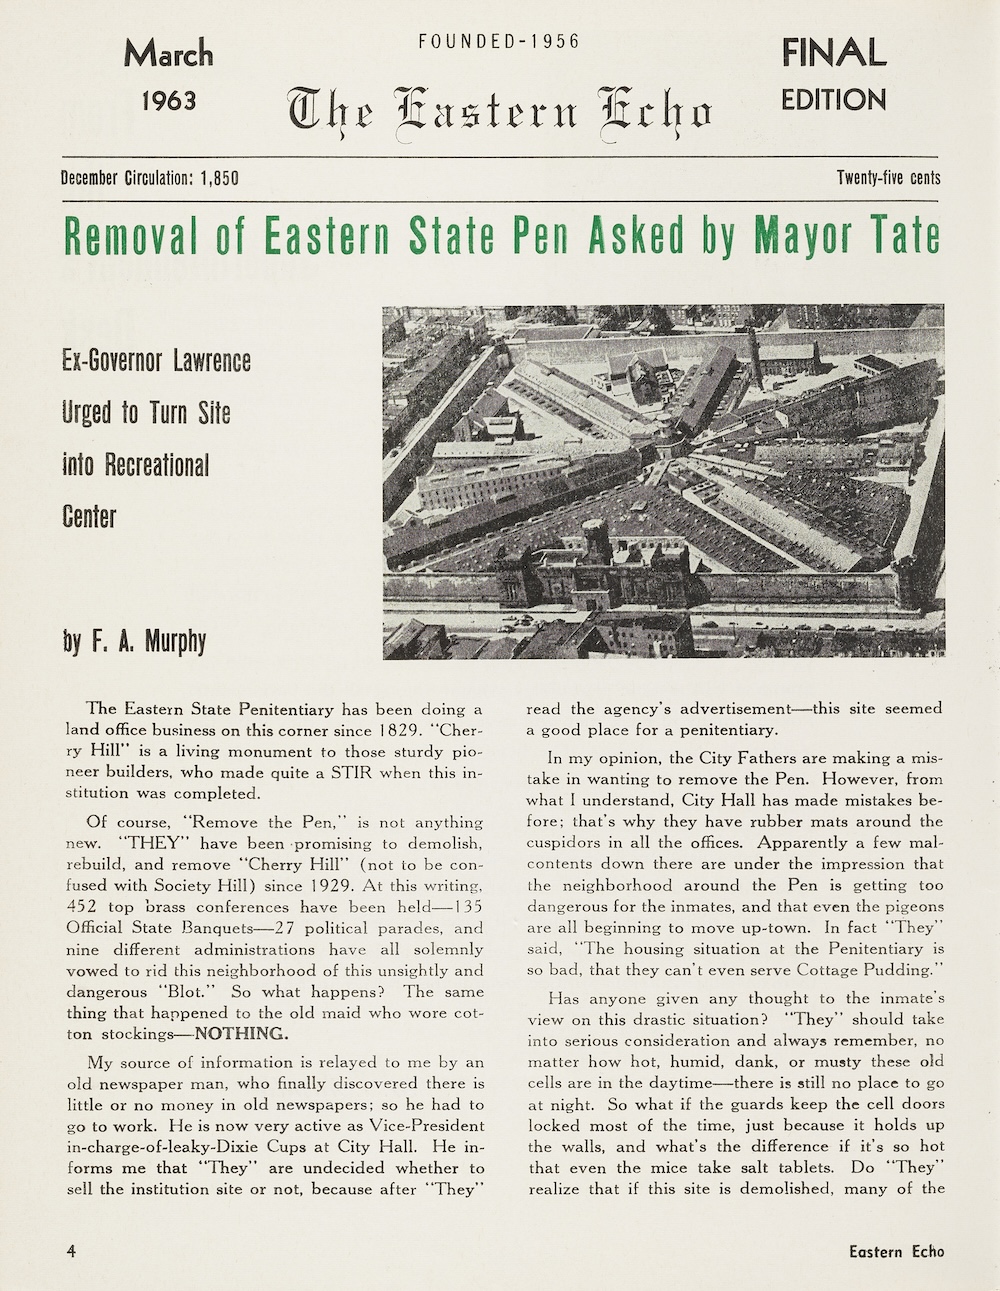 March
1963
FOUNDED-1956
The Eastern Echo
FINAL
EDITION
December Circulation: 1,850
Twenty-five cents
Removal of Eastern State Pen Asked by Mayor Tate
Ex-Governor Lawrence
Urged to Turn Site
into Recreational
Center
by F. A. Murphy
The Eastern State Penitentiary has been doing a
land office business on this corner since 1829. "Cher-
ry Hill" is a living monument to those sturdy pio-
neer builders, who made quite a STIR when this in-
stitution was completed.
Of course, "Remove the Pen," is not anything
new. "THEY" have been promising to demolish,
rebuild, and remove "Cherry Hill" (not to be con-
fused with Society Hill) since 1929. At this writing,
452 top brass conferences have been held—135
Official State Banquets—27 political parades, and
nine different administrations have all solemnly
vowed to rid this neighborhood of this unsightly and
dangerous "Blot." So what happens? The same
thing that happened to the old maid who wore cot-
ton stockings—NOTHING.
My source of information is relayed to me by an
old newspaper man, who finally discovered there is
little or no money in old newspapers; so he had to
go to work. He is now very active as Vice-President
in-charge-of-leaky-Dixie Cups at City Hall. He in-
forms me that "They" are undecided whether to
sell the institution site or not, because after "They"
read the agency's advertisement—this site seemed
a good place for a penitentiary.
In my opinion, the City Fathers are making a mis-
take in wanting to remove the Pen. However, from
what I understand, City Hall has made mistakes be-
fore; that's why they have rubber mats around the
cuspidors in all the offices. Apparently a few mal-
contents down there are under the impression that
the neighborhood around the Pen is getting too
dangerous for the inmates, and that even the pigeons
are all beginning to move up-town. In fact "They"
said, "The housing situation at the Penitentiary is
so bad, that they can't even serve Cottage Pudding."
Has anyone given any thought to the inmate's
view on this drastic situation? "They" should take
into serious consideration and always remember, no
matter how hot, humid, dank, or musty these old
cells are in the daytime—there is still no place to go
at night. So what if the guards keep the cell doors
locked most of the time, just because it holds up
the walls, and what's the difference if it's so hot
that even the mice take salt tablets. Do "They"
realize that if this site is demolished, many of the
4
Eastern Echo